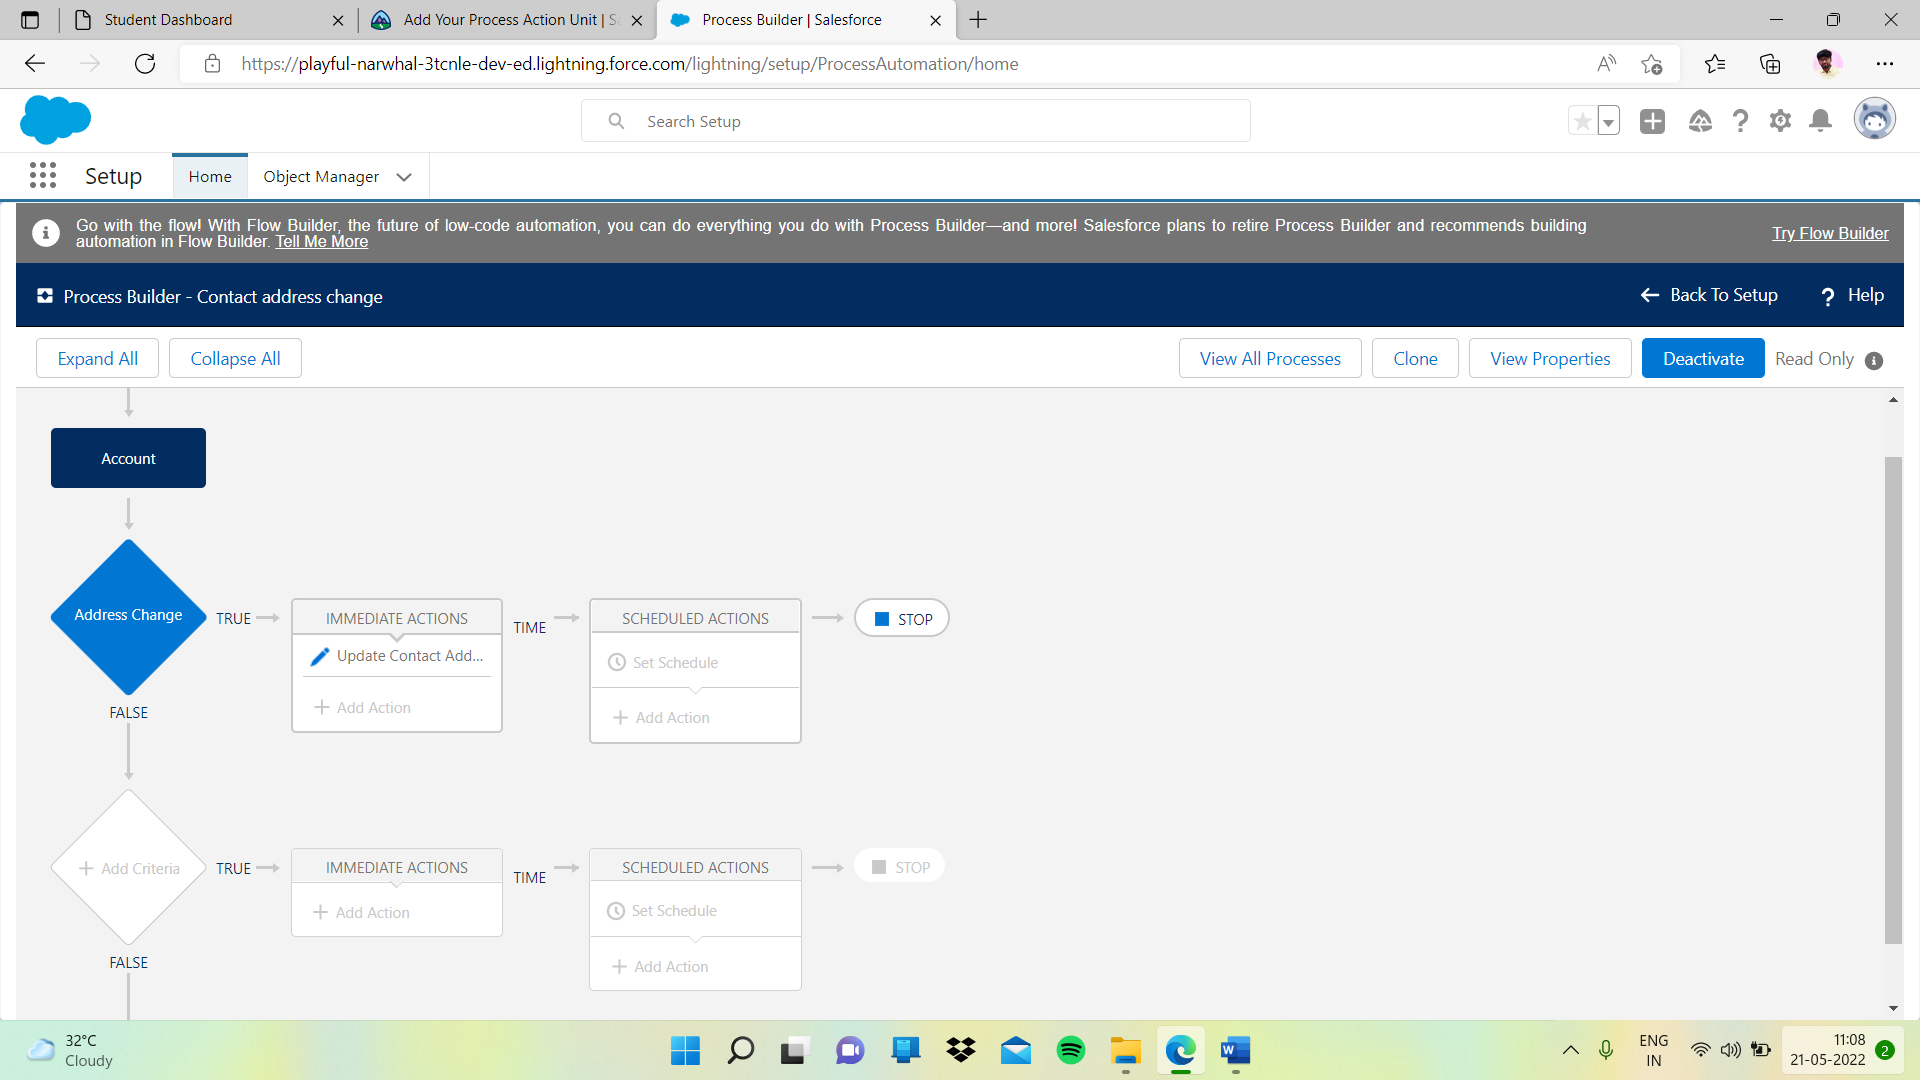 Student Dashboard
Add Your Process Action Unit | S
Process Builder | Salesforce
https://playful-narwhal-3tcnle-dev-ed.lightning.force.com/lightning/setup/ProcessAutomation/home
Search Setup
Setup
Home
Object Manager
Go with the flow! With Flow Builder, the future of low-code automation, you can do everything you do with Process Builder—and more! Salesforce plans to retire Process Builder and recommends building
automation in Flow Builder. Tell Me More
Try Flow Builder
Process Builder - Contact address change
Back To Setup
? Help
Expand All
Collapse All
View All Processes
Clone
View Properties
Deactivate
Read Only
Account
Address Change
TRUE
IMMEDIATE ACTIONS
Update Contact Add...
+ Add Action
TIME
SCHEDULED ACTIONS
Set Schedule
+ Add Action
STOP
FALSE
+ Add Criteria
TRUE
IMMEDIATE ACTIONS
+ Add Action
TIME
SCHEDULED ACTIONS
Set Schedule
+ Add Action
STOP
FALSE
32°C
Cloudy
ENG
IN
11:08
21-05-2022
2